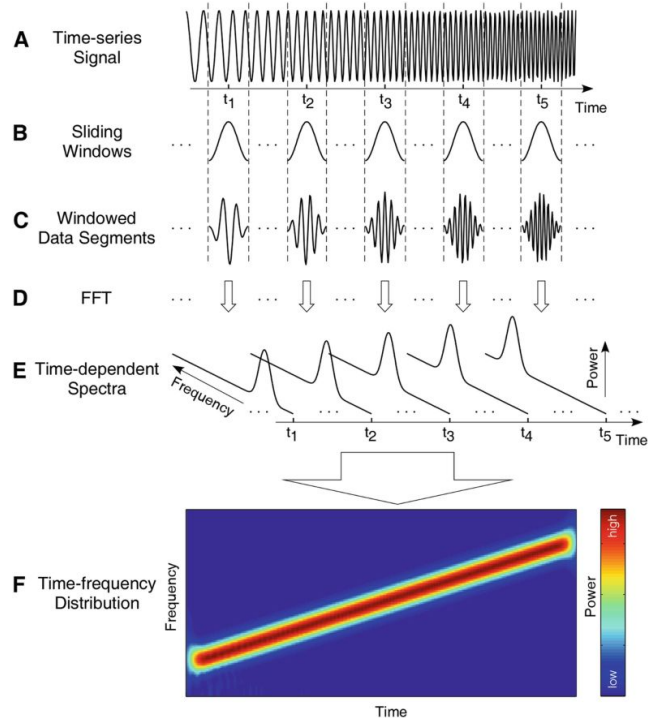 A Time-series
Signal
t1 t2 t3 t4 t5 Time
B Sliding
Windows
... ... ... ... ... ...
C Windowed
Data Segments
... ... ... ... ... ...
D FFT
... ... ... ... ... ...
E Time-dependent
Spectra
Frequency
Power
... ... ... ... ...
t1 t2 t3 t4 t5 Time
F Time-frequency
Distribution
Frequency
Time
Power
high
low